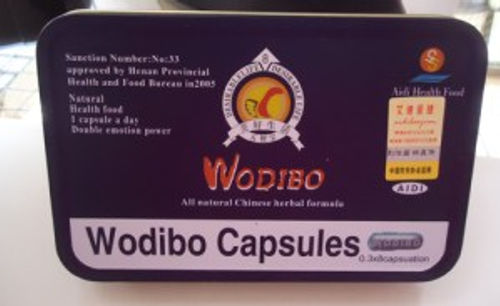 Sanction Number:No:33
approved by Henan Provincial
Health and Food Bureau in2005
Natural
Health food
1 capsule a day
Double emotion power
Aidi Health Food
AIDI
WODIBO
All natural Chinese herbal formula
Wodibo Capsules
WODIBO
0.3x8capsuation